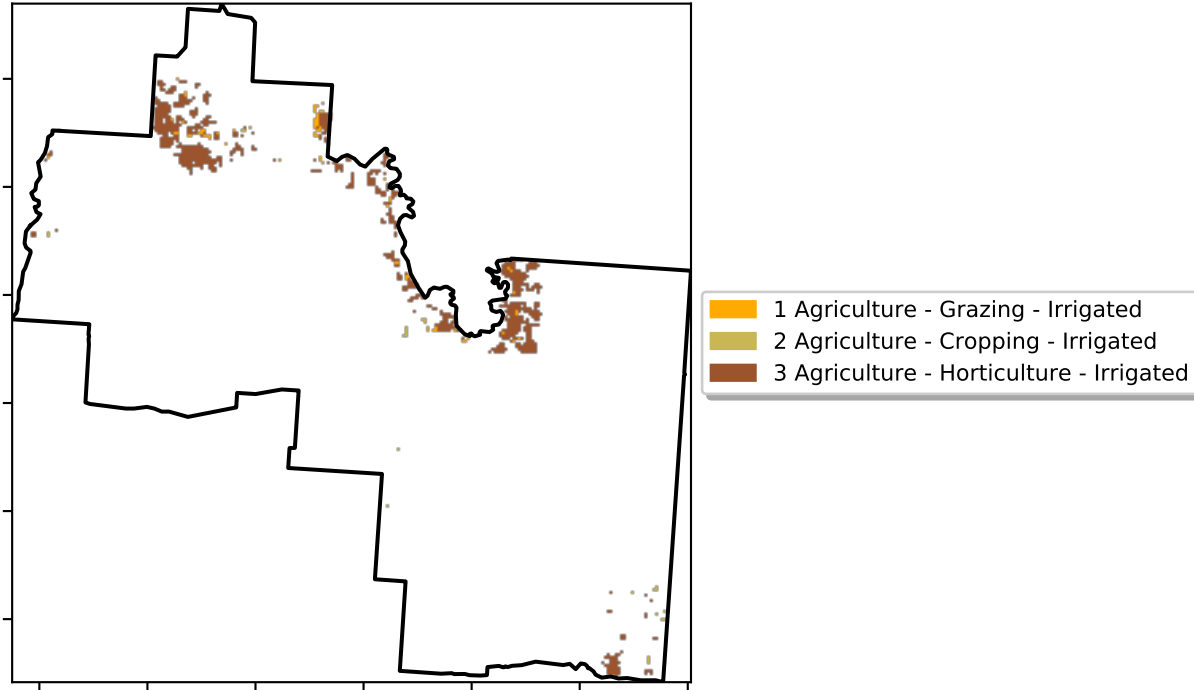 1 Agriculture - Grazing - Irrigated
2 Agriculture - Cropping - Irrigated
3 Agriculture - Horticulture - Irrigated